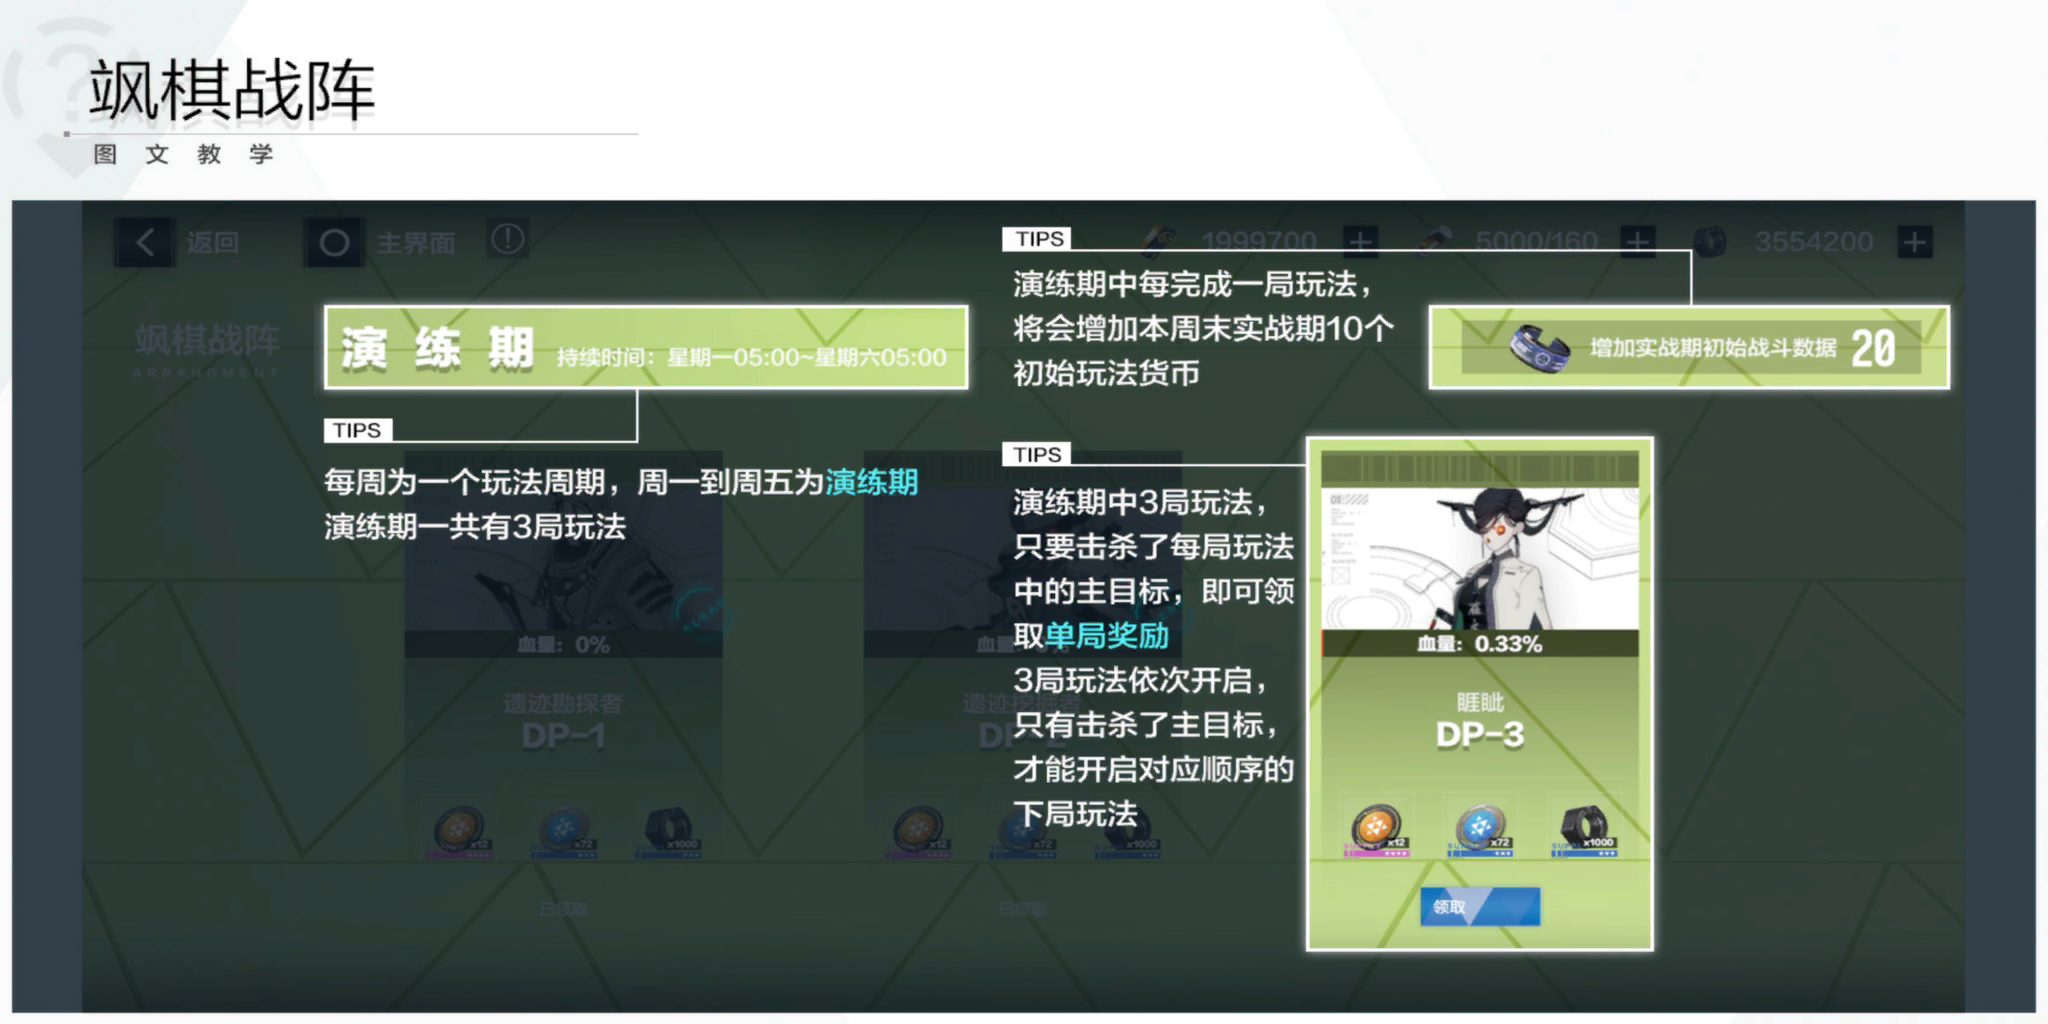 飒棋战阵
图文教学
返回
主界面
1999700
5000/160
3554200
飒棋战阵
ARRANGMENT
演练期 持续时间：星期一05:00~星期六05:00
TIPS
每周为一个玩法周期，周一到周五为演练期
演练期一共有3局玩法
TIPS
演练期中每完成一局玩法，
将会增加本周末实战期10个
初始玩法货币
增加实战期初始战斗数据 20
TIPS
演练期中3局玩法，
只要击杀了每局玩法
中的主目标，即可领
取单局奖励
3局玩法依次开启，
只有击杀了主目标，
才能开启对应顺序的
下局玩法
血量：0%
遗迹勘探者
DP-1
x12
x72
x1000
已领取
血量：
遗迹挖掘者
DP-2
x12
x72
x1000
已领取
血量：0.33%
睚眦
DP-3
x12
x72
x1000
领取